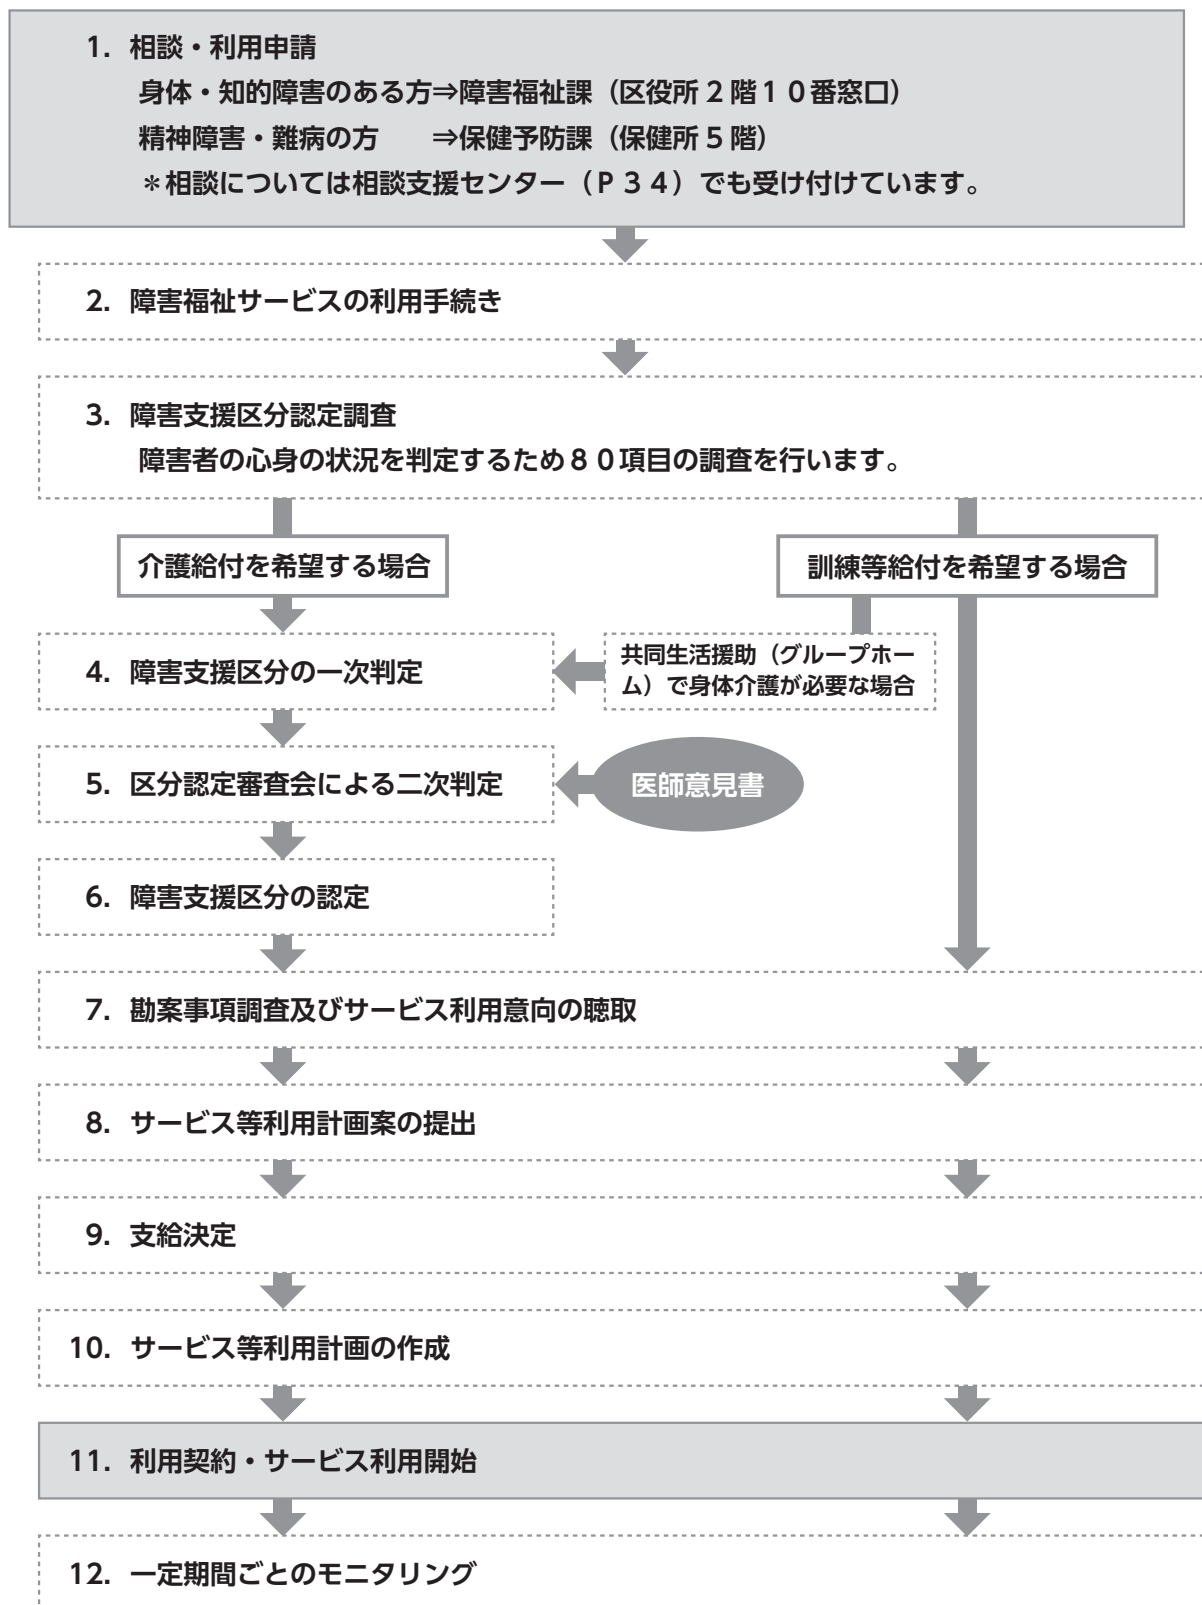 1. 相談・利用申請
身体・知的障害のある方⇒障害福祉課（区役所 2 階１０番窓口）
精神障害・難病の方　　⇒保健予防課（保健所 5 階）
＊相談については相談支援センター（Ｐ３４）でも受け付けています。
2. 障害福祉サービスの利用手続き
3. 障害支援区分認定調査
障害者の心身の状況を判定するため８０項目の調査を行います。
介護給付を希望する場合
訓練等給付を希望する場合
4. 障害支援区分の一次判定
共同生活援助（グループホー
ム）で身体介護が必要な場合
5. 区分認定審査会による二次判定
医師意見書
6. 障害支援区分の認定
7. 勘案事項調査及びサービス利用意向の聴取
8. サービス等利用計画案の提出
9. 支給決定
10. サービス等利用計画の作成
11. 利用契約・サービス利用開始
12. 一定期間ごとのモニタリング